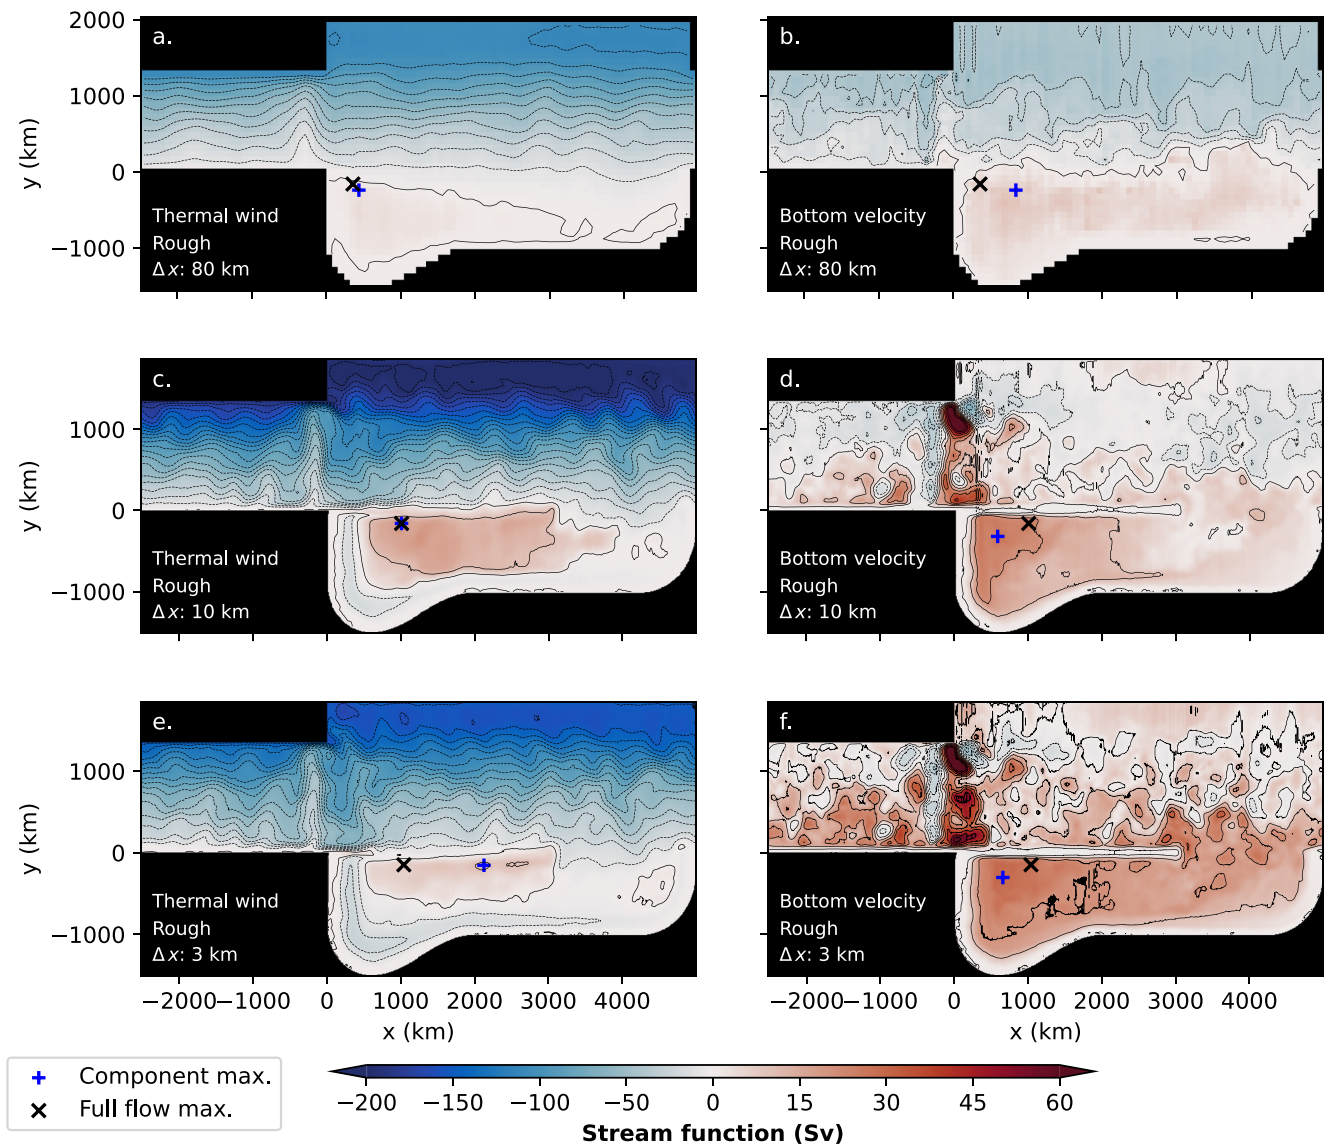 a.
b.
2000
1000
0
−1000
y (km)
Thermal wind
Rough
Δx: 80 km
Bottom velocity
Rough
Δx: 80 km
c.
d.
1000
0
−1000
y (km)
Thermal wind
Rough
Δx: 10 km
Bottom velocity
Rough
Δx: 10 km
e.
f.
1000
0
−1000
y (km)
Thermal wind
Rough
Δx: 3 km
Bottom velocity
Rough
Δx: 3 km
−2000 −1000 0 1000 2000 3000 4000
−2000 −1000 0 1000 2000 3000 4000
x (km)
x (km)
Component max.
Full flow max.
−200 −150 −100 −50 0 15 30 45 60
Stream function (Sv)